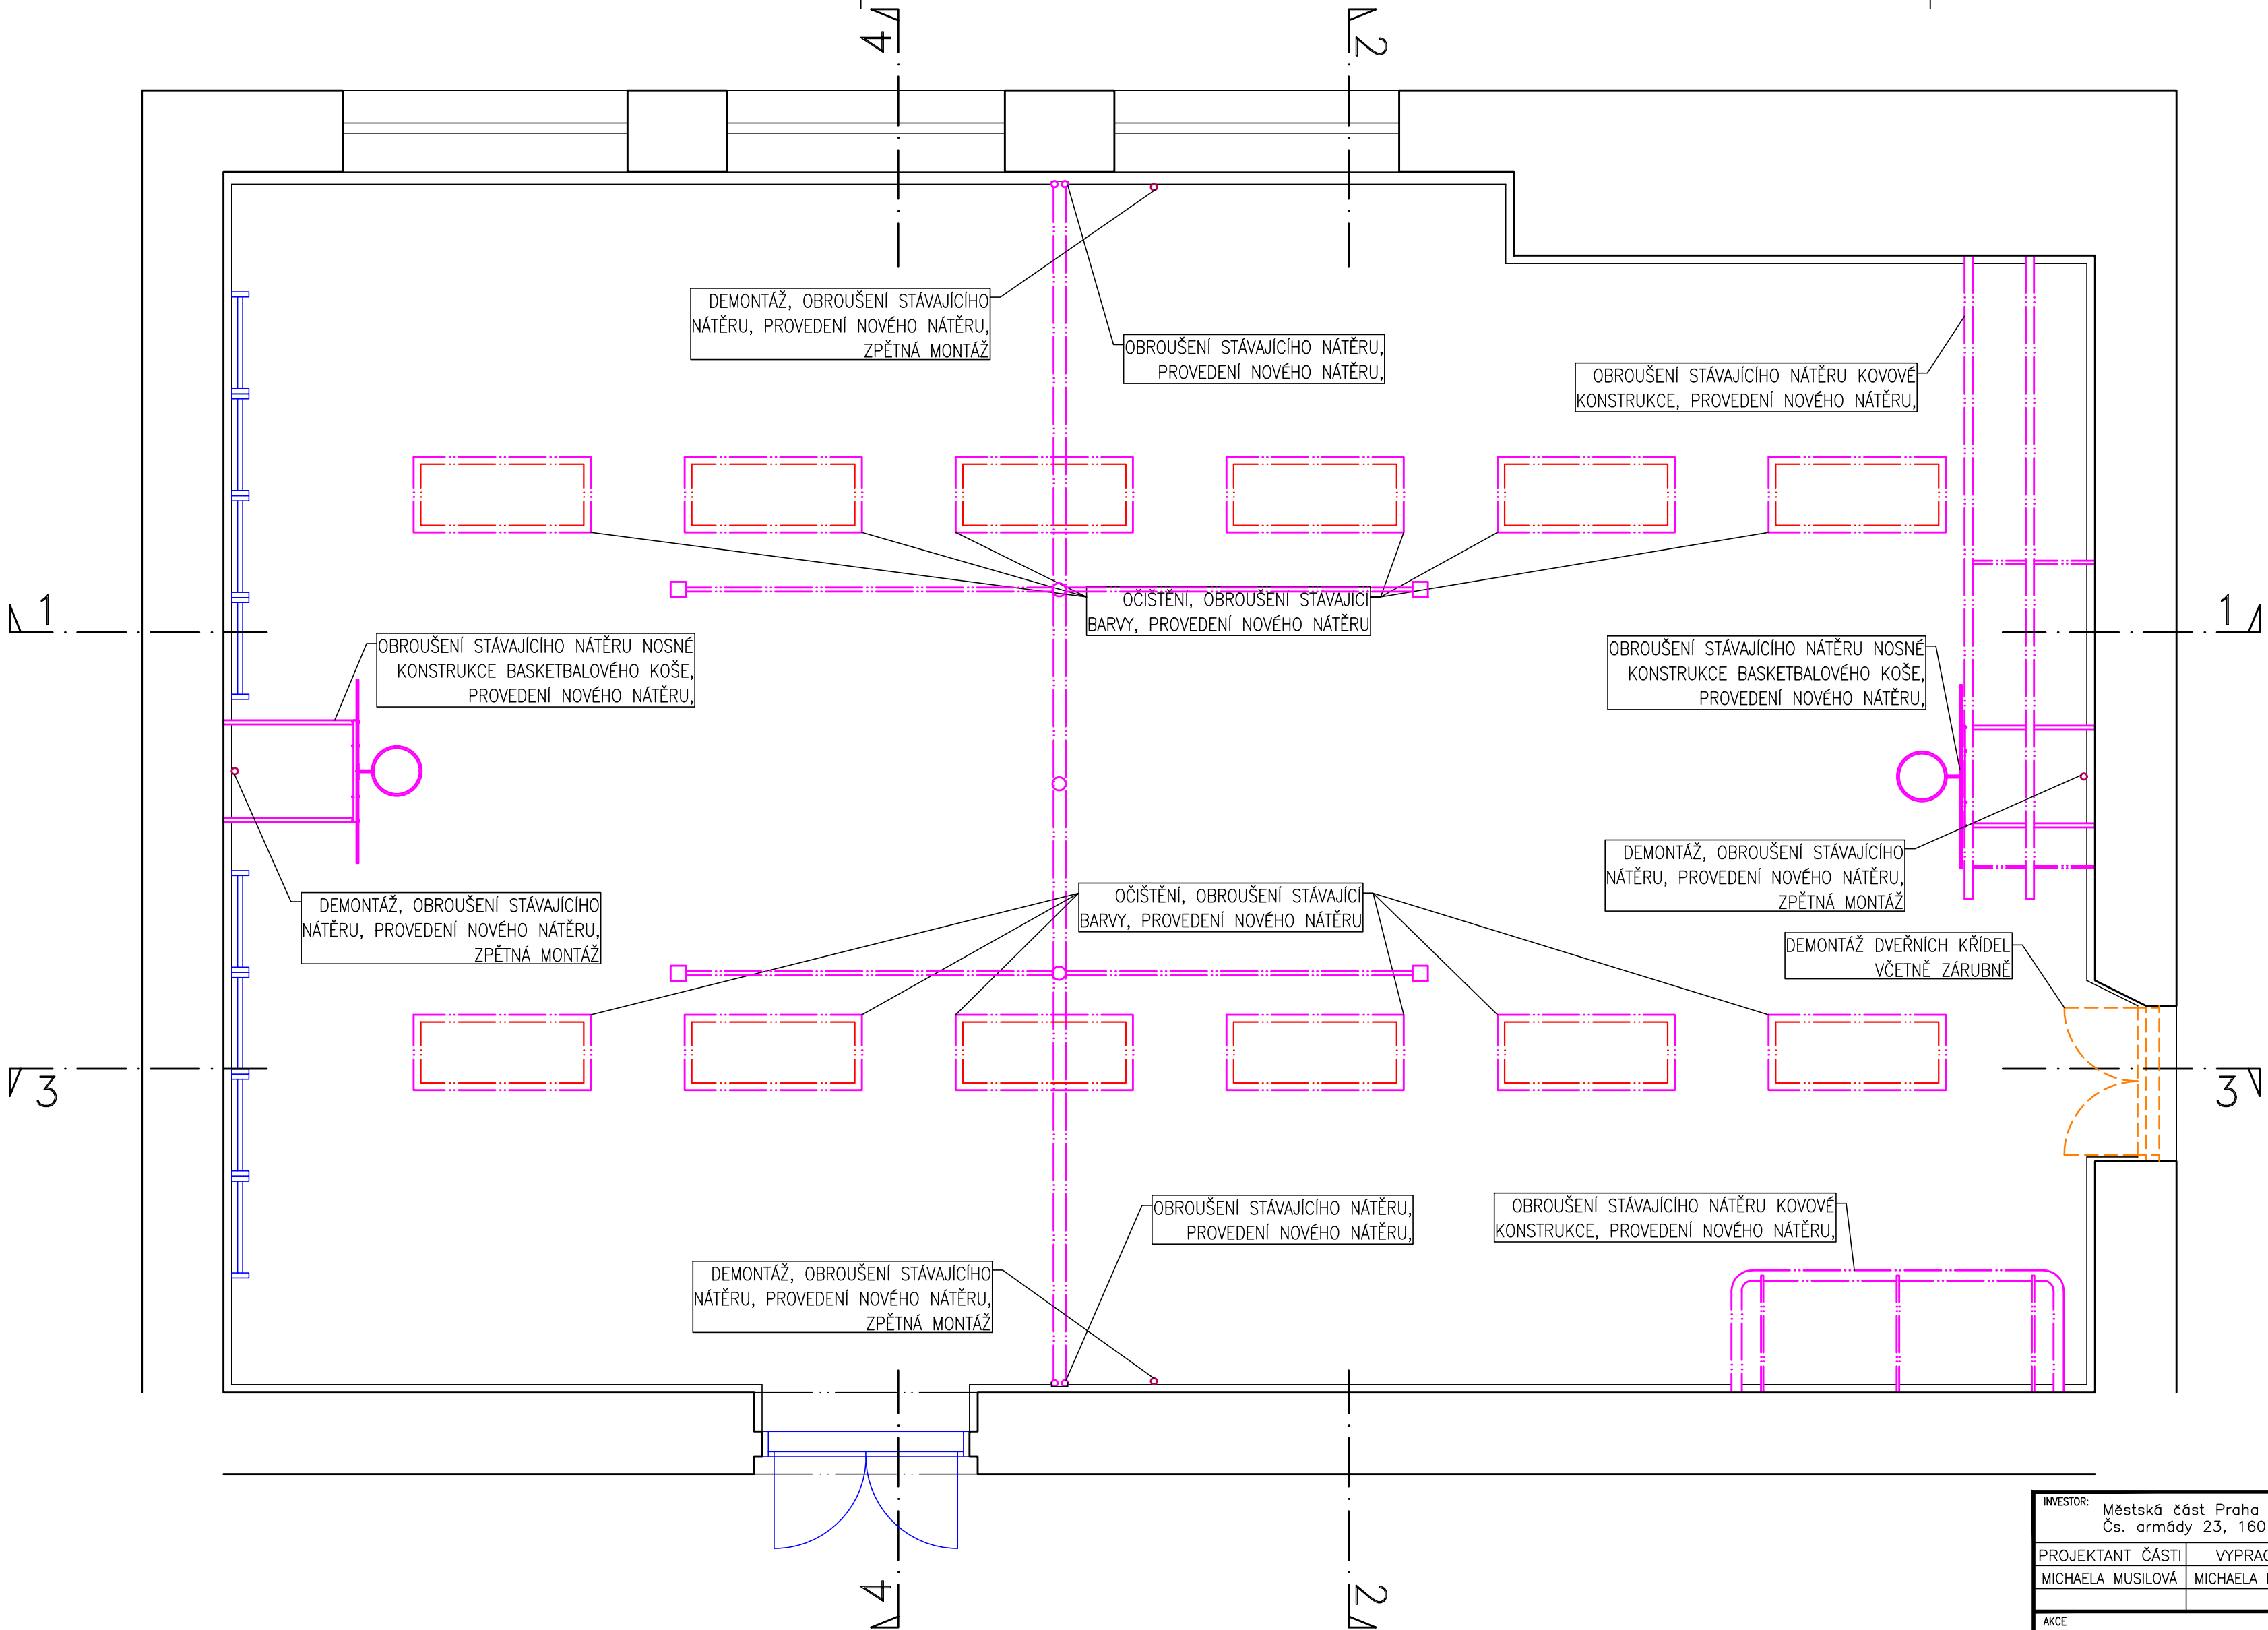 4
2
DEMONTÁŽ, OBROUŠENÍ STÁVAJÍCÍHO
NÁTĚRU, PROVEDENÍ NOVÉHO NÁTĚRU,
ZPĚTNÁ MONTÁŽ
OBROUŠENÍ STÁVAJÍCÍHO NÁTĚRU,
PROVEDENÍ NOVÉHO NÁTĚRU,
OBROUŠENÍ STÁVAJÍCÍHO NÁTĚRU KOVOVÉ
KONSTRUKCE, PROVEDENÍ NOVÉHO NÁTĚRU,
1
OČIŠTĚNÍ, OBROUŠENÍ STÁVAJÍCÍ
BARVY, PROVEDENÍ NOVÉHO NÁTĚRU
1
OBROUŠENÍ STÁVAJÍCÍHO NÁTĚRU NOSNÉ
KONSTRUKCE BASKETBALOVÉHO KOŠE,
PROVEDENÍ NOVÉHO NÁTĚRU,
OBROUŠENÍ STÁVAJÍCÍHO NÁTĚRU NOSNÉ
KONSTRUKCE BASKETBALOVÉHO KOŠE,
PROVEDENÍ NOVÉHO NÁTĚRU,
DEMONTÁŽ, OBROUŠENÍ STÁVAJÍCÍHO
NÁTĚRU, PROVEDENÍ NOVÉHO NÁTĚRU,
ZPĚTNÁ MONTÁŽ
OČIŠTĚNÍ, OBROUŠENÍ STÁVAJÍCÍ
BARVY, PROVEDENÍ NOVÉHO NÁTĚRU
DEMONTÁŽ, OBROUŠENÍ STÁVAJÍCÍHO
NÁTĚRU, PROVEDENÍ NOVÉHO NÁTĚRU,
ZPĚTNÁ MONTÁŽ
DEMONTÁŽ DVEŘNÍCH KŘÍDEL
VČETNĚ ZÁRUBNĚ
3
3
OBROUŠENÍ STÁVAJÍCÍHO NÁTĚRU,
PROVEDENÍ NOVÉHO NÁTĚRU,
OBROUŠENÍ STÁVAJÍCÍHO NÁTĚRU KOVOVÉ
KONSTRUKCE, PROVEDENÍ NOVÉHO NÁTĚRU,
DEMONTÁŽ, OBROUŠENÍ STÁVAJÍCÍHO
NÁTĚRU, PROVEDENÍ NOVÉHO NÁTĚRU,
ZPĚTNÁ MONTÁŽ
4
2
INVESTOR:
Městská část Praha
Čs. armády 23, 160
PROJEKTANT ČÁSTI
MICHAELA MUSILOVÁ MICHAELA
AKCE